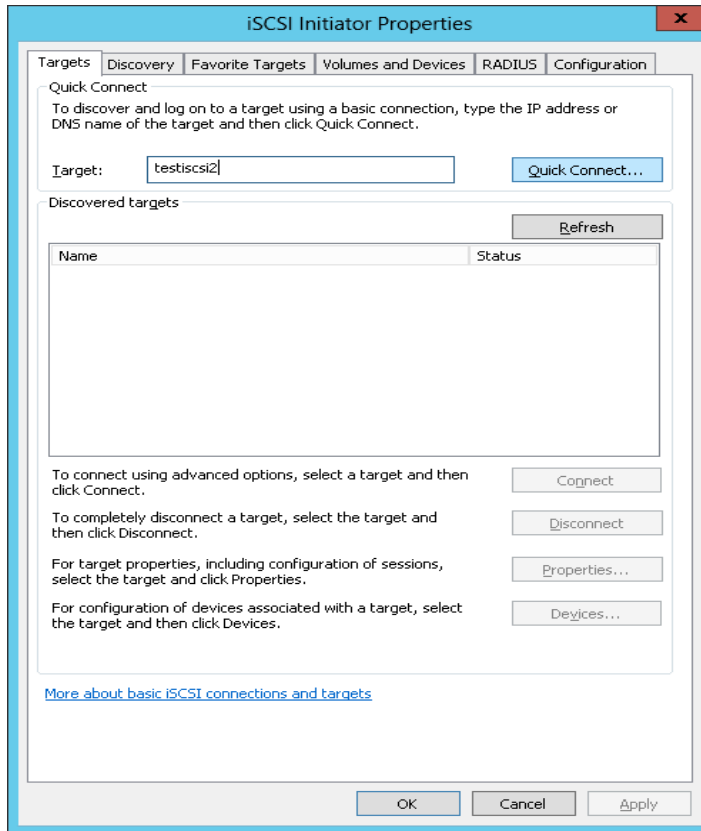 iSCSI Initiator Properties
x
Targets Discovery Favorite Targets Volumes and Devices RADIUS Configuration
Quick Connect
To discover and log on to a target using a basic connection, type the IP address or
DNS name of the target and then click Quick Connect.
Target: testiscsi2 Quick Connect...
Discovered targets
Refresh
Name Status
To connect using advanced options, select a target and then
click Connect.
Connect
To completely disconnect a target, select the target and
then click Disconnect.
Disconnect
For target properties, including configuration of sessions,
select the target and click Properties.
Properties...
For configuration of devices associated with a target, select
the target and then click Devices.
Devices...
More about basic iSCSI connections and targets
OK Cancel Apply